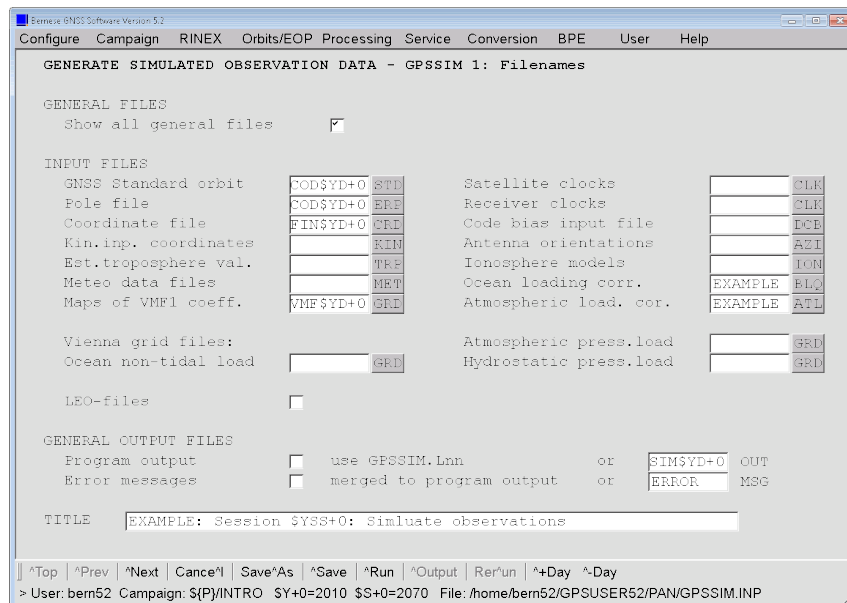 Bernese GNSS Software Version 5.2
Configure Campaign RINEX Orbits/EOP Processing Service Conversion BPE User Help
GENERATE SIMULATED OBSERVATION DATA - GPSSIM 1: Filenames
GENERAL FILES
Show all general files
INPUT FILES
GNSS Standard orbit COD$YD+0 STD Satellite clocks CLK
Pole file COD$YD+0 ERP Receiver clocks CLK
Coordinate file FIN$YD+0 CRD Code bias input file DCB
Kin.inp. coordinates KIN Antenna orientations AZI
Est.troposphere val. TRP Ionosphere models ION
Meteo data files MET Ocean loading corr. EXAMPLE BLQ
Maps of VMF1 coeff. VMF$YD+0 GRD Atmospheric load. cor. EXAMPLE ATL
Vienna grid files: Atmospheric press.load GRD
Ocean non-tidal load GRD Hydrostatic press.load GRD
LEO-files
GENERAL OUTPUT FILES
Program output use GPSSIM.Lnn or SIM$YD+0 OUT
Error messages merged to program output or ERROR MSG
TITLE EXAMPLE: Session $YSS+0: Simluate observations
^Top ^Prev ^Next Cance^l Save^As ^Save ^Run ^Output Rer^un ^+Day ^-Day
> User: bern52 Campaign: ${P}/INTRO $Y+0=2010 $S+0=2070 File: /home/bern52/GPSUSER52/PAN/GPSSIM.INP